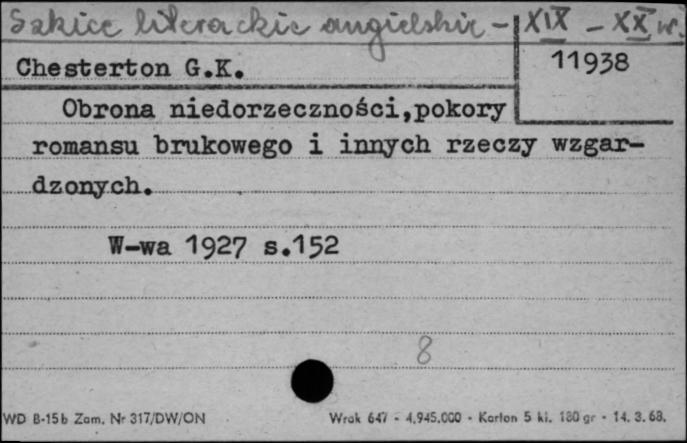 Szkice literackie angielskie - XIX - XX w.
Chesterton G.K.
11938
Obrona niedorzeczności,pokory
romansu brukowego i innych rzeczy wzgar-
dzonych.
W-wa 1927 s.152
8
WD B-15b Zam. Nr 317/DW/ON
Wrak 647 - 4.945.000 - Karton 5 kl. 180 gr - 14. 3. 68.